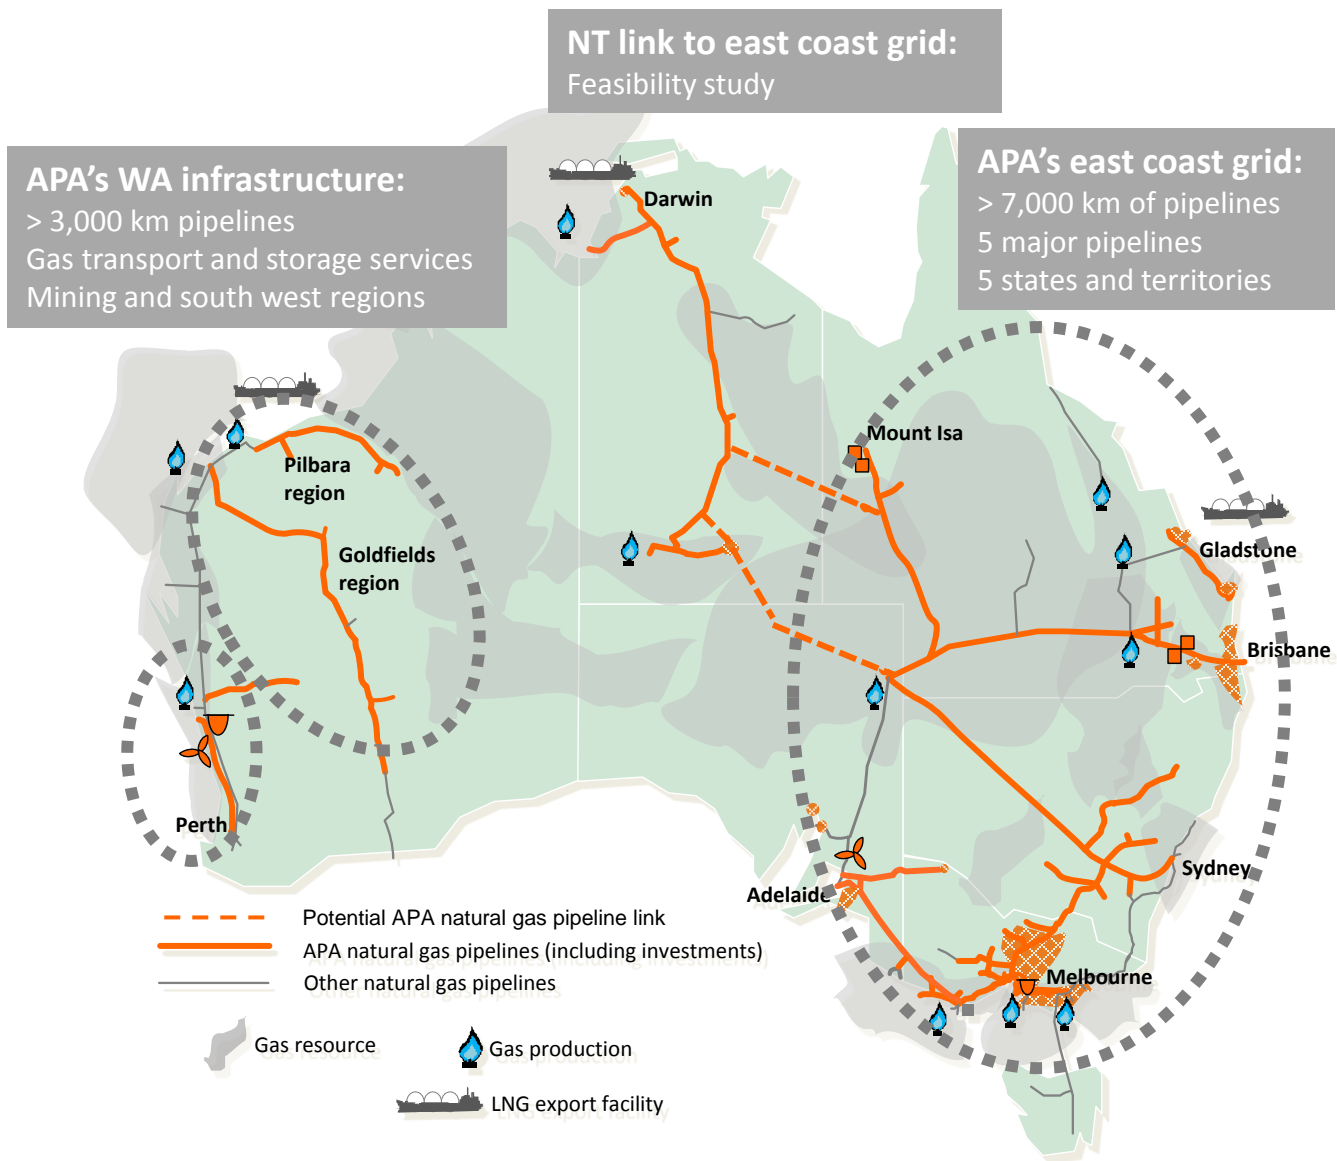 NT link to east coast grid:
Feasibility study
APA's WA infrastructure:
> 3,000 km pipelines
Gas transport and storage services
Mining and south west regions
APA's east coast grid:
> 7,000 km of pipelines
5 major pipelines
5 states and territories
Darwin
Mount Isa
Pilbara
region
Goldfields
region
Gladstone
Brisbane
Perth
Sydney
Adelaide
Melbourne
Potential APA natural gas pipeline link
APA natural gas pipelines (including investments)
Other natural gas pipelines
Gas resource
Gas production
LNG export facility